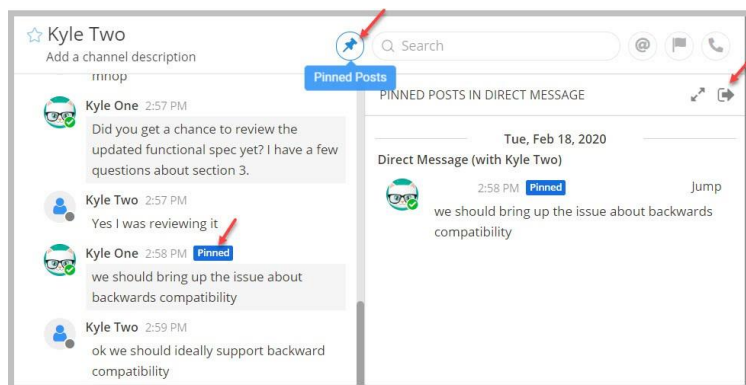 Kyle Two
Add a channel description
mnop
Kyle One 2:57 PM
Did you get a chance to review the
updated functional spec yet? I have a few
questions about section 3.
Kyle Two 2:57 PM
Yes I was reviewing it
Kyle One 2:58 PM Pinned
we should bring up the issue about
backwards compatibility
Kyle Two 2:59 PM
ok we should ideally support backward
compatibility
Pinned Posts
Search
@
PINNED POSTS IN DIRECT MESSAGE
Tue, Feb 18, 2020
Direct Message (with Kyle Two)
2:58 PM Pinned Jump
we should bring up the issue about backwards
compatibility